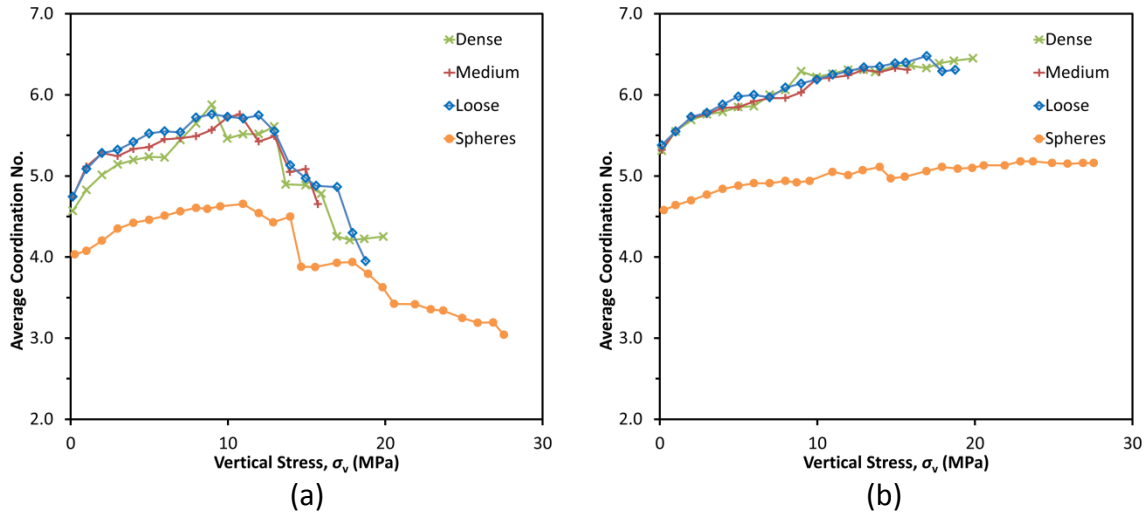 7.0
6.0
5.0
4.0
3.0
2.0
Average Coordination No.
Dense
Medium
Loose
Spheres
0
10
20
30
Vertical Stress, σv (MPa)
(a)
7.0
6.0
5.0
4.0
3.0
2.0
Average Coordination No.
Dense
Medium
Loose
Spheres
0
10
20
30
Vertical Stress, σv (MPa)
(b)